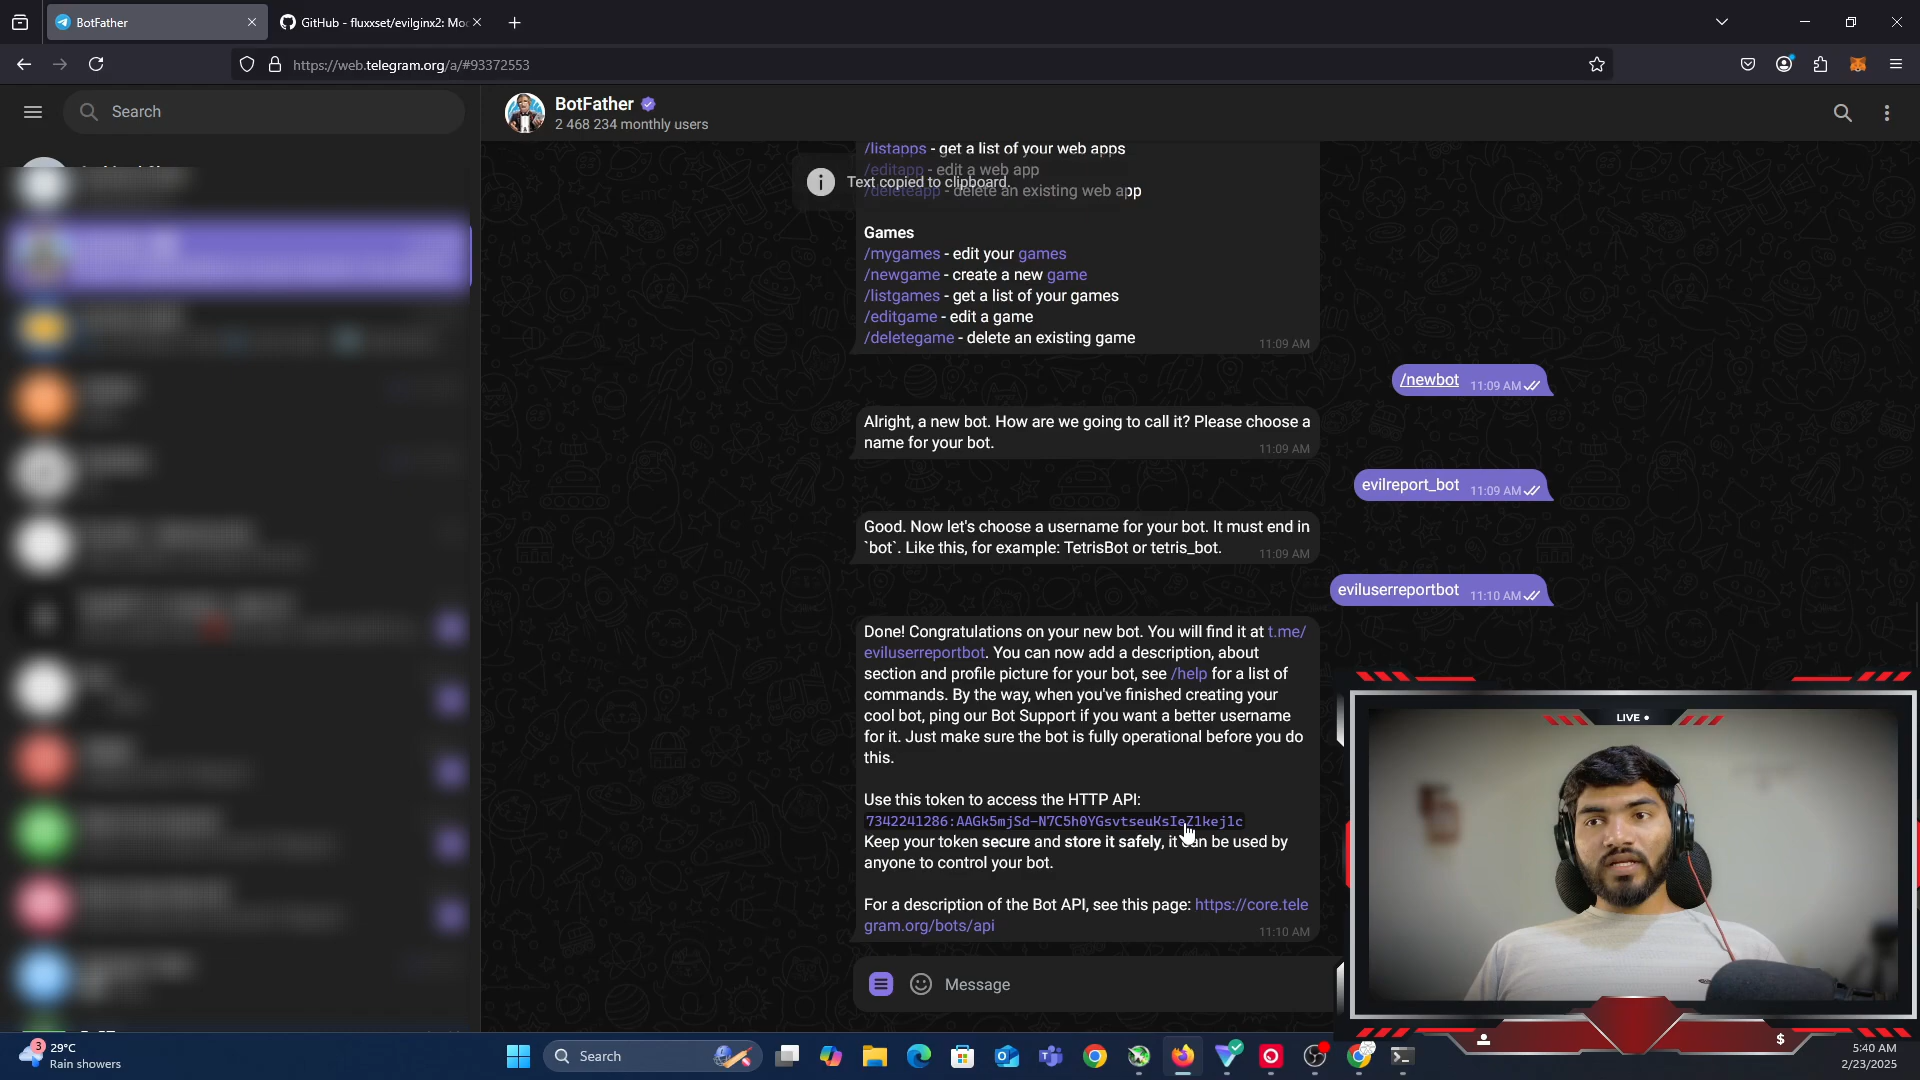 BotFather
GitHub - fluxxset/evilginx2: Mo
https://web.telegram.org/a/#93372553
Search
BotFather
2 468 234 monthly users
/listapps - get a list of your web apps
/editapp - edit a web app
/deleteapp - delete an existing web app
Text copied to clipboard.
Games
/mygames - edit your games
/newgame - create a new game
/listgames - get a list of your games
/editgame - edit a game
/deletegame - delete an existing game
11:09 AM
/newbot 11:09 AM
Alright, a new bot. How are we going to call it? Please choose a
name for your bot.
11:09 AM
evilreport_bot 11:09 AM
Good. Now let's choose a username for your bot. It must end in
`bot`. Like this, for example: TetrisBot or tetris_bot.
11:09 AM
eviluserreportbot 11:10 AM
Done! Congratulations on your new bot. You will find it at t.me/
eviluserreportbot. You can now add a description, about
section and profile picture for your bot, see /help for a list of
commands. By the way, when you've finished creating your
cool bot, ping our Bot Support if you want a better username
for it. Just make sure the bot is fully operational before you do
this.
Use this token to access the HTTP API:
7342241286:AAGk5mjSd-N7C5h0YGsvtseuKsIeZ1kej1c
Keep your token secure and store it safely, it can be used by
anyone to control your bot.
For a description of the Bot API, see this page: https://core.tele
gram.org/bots/api
11:10 AM
Message
LIVE
$
3
29°C
Rain showers
Search
5:40 AM
2/23/2025